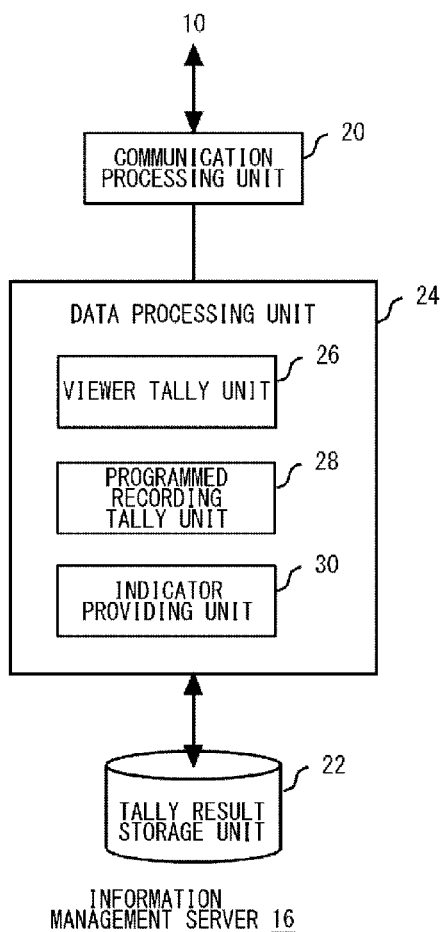 10
20
COMMUNICATION
PROCESSING UNIT
24
DATA PROCESSING UNIT
26
VIEWER TALLY UNIT
28
PROGRAMMED
RECORDING
TALLY UNIT
30
INDICATOR
PROVIDING UNIT
22
TALLY RESULT
STORAGE UNIT
INFORMATION
MANAGEMENT SERVER 16